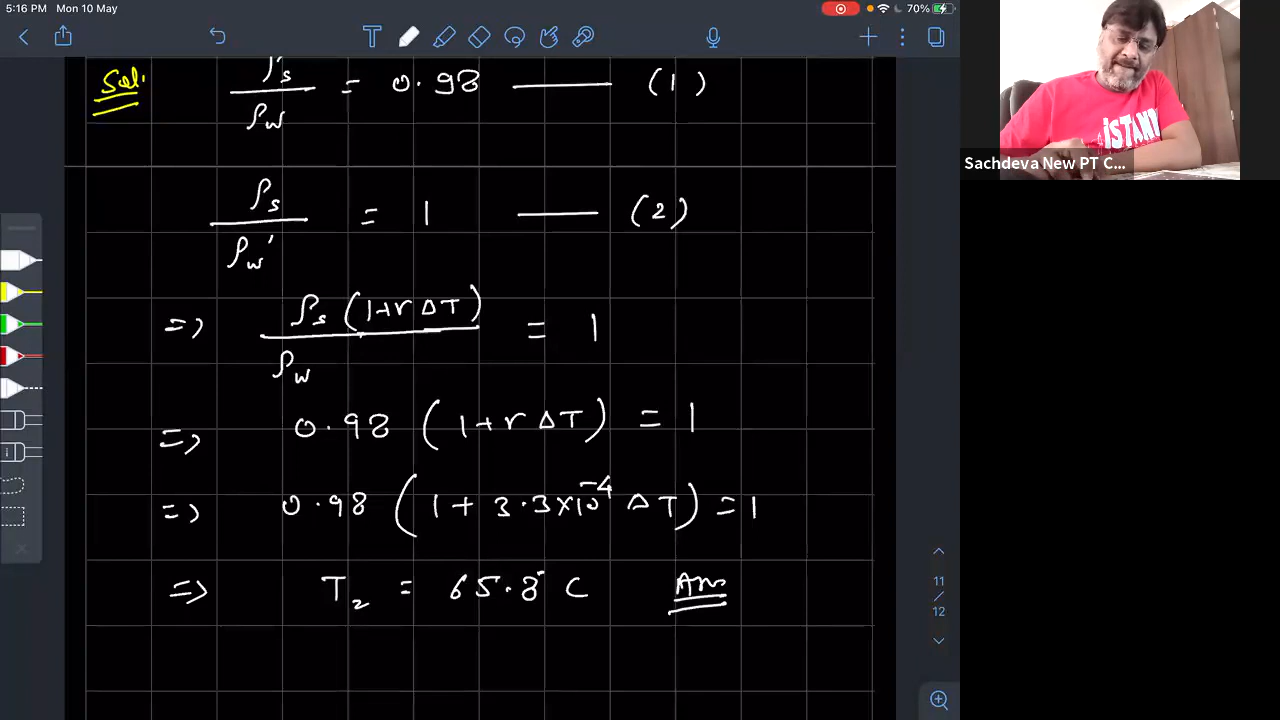 5:16 PM Mon 10 May
70%
Sol. ρs / ρw = 0.98 —— (1)
ρs / ρw' = 1 —— (2)
=> ρs (1+γ ΔT) / ρw = 1
=> 0.98 (1+γ ΔT) = 1
=> 0.98 (1 + 3.3×10⁻⁴ ΔT) = 1
=> T₂ = 65.8° C Ans
11
/
12
İSTAN
Sachdeva New PT C...